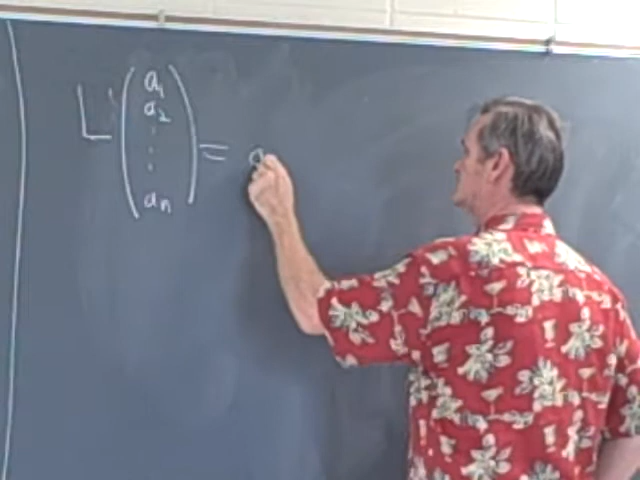 L ( a1
a2
⋮
an ) = a